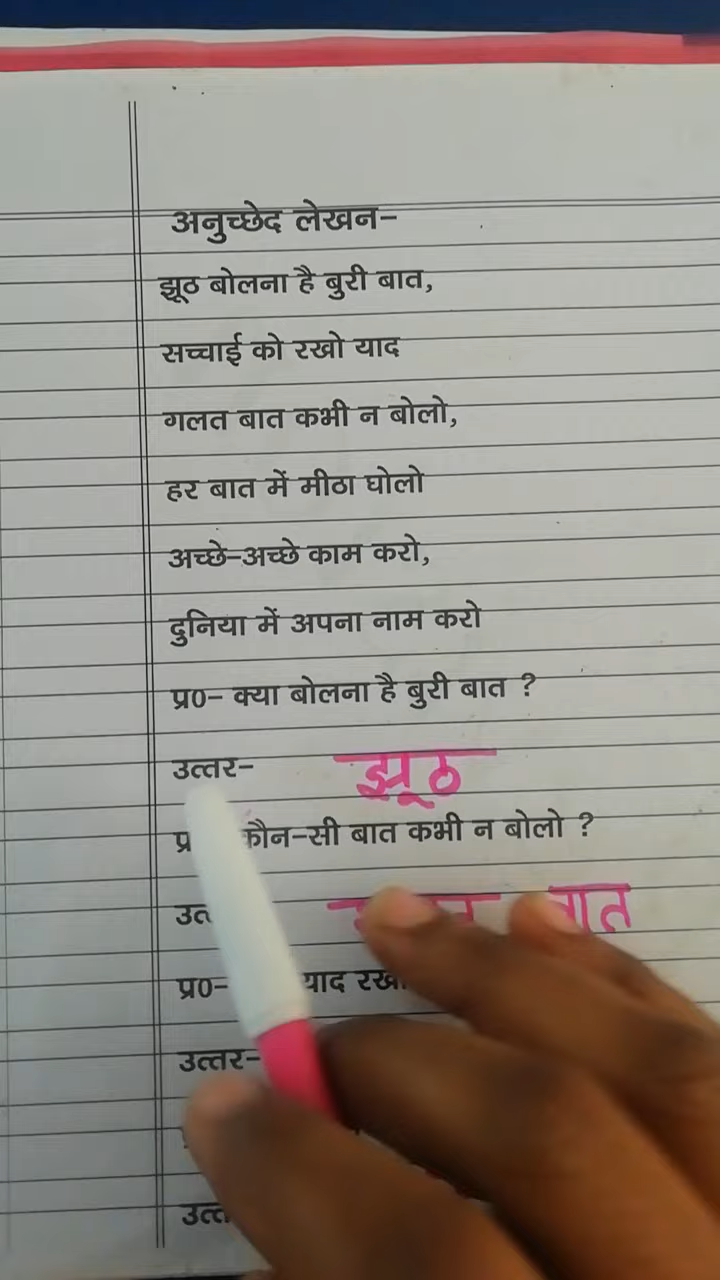 अनुच्छेद लेखन-
झूठ बोलना है बुरी बात,
सच्चाई को रखो याद
गलत बात कभी न बोलो,
हर बात में मीठा घोलो
अच्छे-अच्छे काम करो,
दुनिया में अपना नाम करो
प्र0- क्या बोलना है बुरी बात ?
उत्तर- झूठ
कौन-सी बात कभी न बोलो ?
बात
प्र0- याद
उत्तर-